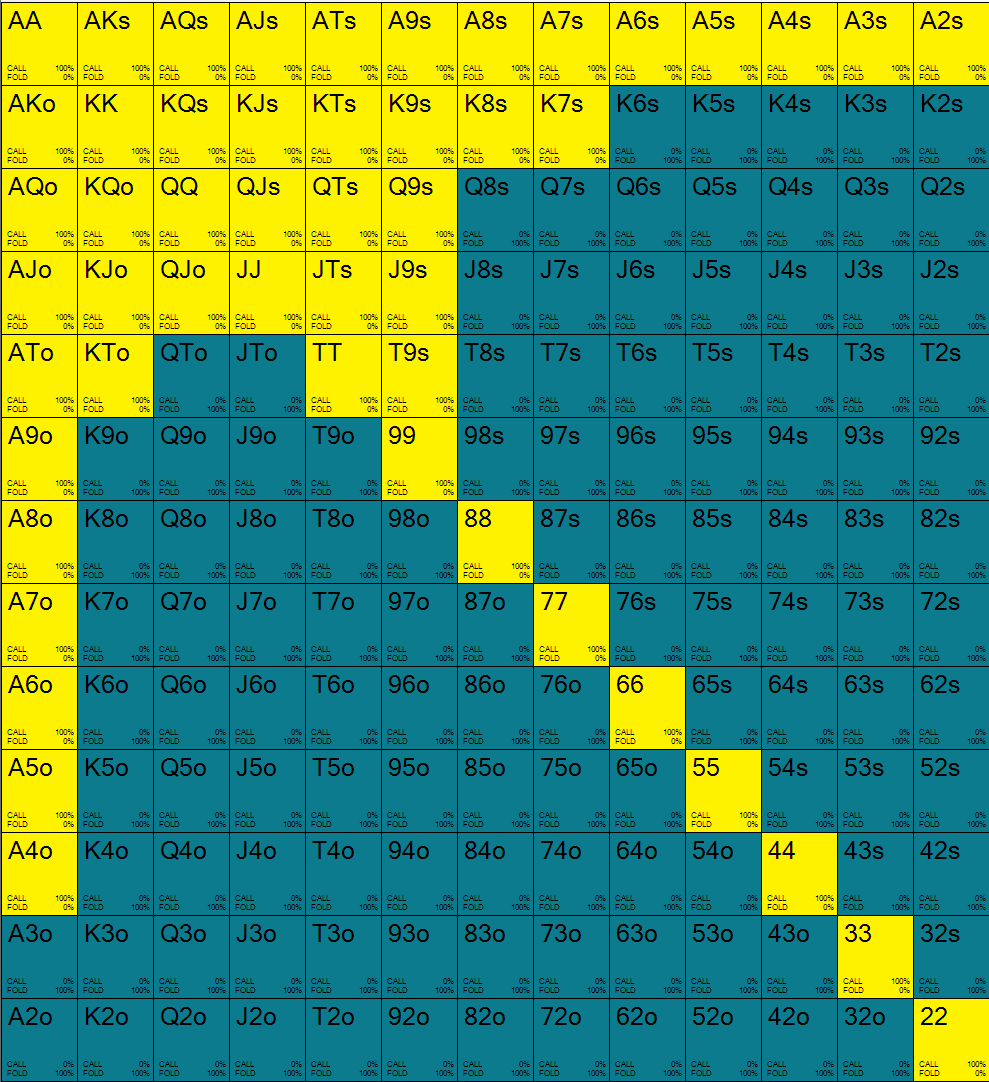 AA AKs AQs AJs ATs A9s A8s A7s A6s A5s A4s A3s A2s
CALL 100% CALL 100% CALL 100% CALL 100% CALL 100% CALL 100% CALL 100% CALL 100% CALL 100% CALL 100% CALL 100% CALL 100% CALL 100%
FOLD 0% FOLD 0% FOLD 0% FOLD 0% FOLD 0% FOLD 0% FOLD 0% FOLD 0% FOLD 0% FOLD 0% FOLD 0% FOLD 0% FOLD 0%
AKo KK KQs KJs KTs K9s K8s K7s K6s K5s K4s K3s K2s
CALL 100% CALL 100% CALL 100% CALL 100% CALL 100% CALL 100% CALL 100% CALL 100% CALL 0% CALL 0% CALL 0% CALL 0% CALL 0%
FOLD 0% FOLD 0% FOLD 0% FOLD 0% FOLD 0% FOLD 0% FOLD 0% FOLD 0% FOLD 100% FOLD 100% FOLD 100% FOLD 100% FOLD 100%
AQo KQo QQ QJs QTs Q9s Q8s Q7s Q6s Q5s Q4s Q3s Q2s
CALL 100% CALL 100% CALL 100% CALL 100% CALL 100% CALL 100% CALL 0% CALL 0% CALL 0% CALL 0% CALL 0% CALL 0% CALL 0%
FOLD 0% FOLD 0% FOLD 0% FOLD 0% FOLD 0% FOLD 0% FOLD 100% FOLD 100% FOLD 100% FOLD 100% FOLD 100% FOLD 100% FOLD 100%
AJo KJo QJo JJ JTs J9s J8s J7s J6s J5s J4s J3s J2s
CALL 100% CALL 100% CALL 100% CALL 100% CALL 100% CALL 100% CALL 0% CALL 0% CALL 0% CALL 0% CALL 0% CALL 0% CALL 0%
FOLD 0% FOLD 0% FOLD 0% FOLD 0% FOLD 0% FOLD 0% FOLD 100% FOLD 100% FOLD 100% FOLD 100% FOLD 100% FOLD 100% FOLD 100%
ATo KTo QTo JTo TT T9s T8s T7s T6s T5s T4s T3s T2s
CALL 100% CALL 100% CALL 0% CALL 0% CALL 100% CALL 100% CALL 0% CALL 0% CALL 0% CALL 0% CALL 0% CALL 0% CALL 0%
FOLD 0% FOLD 0% FOLD 100% FOLD 100% FOLD 0% FOLD 0% FOLD 100% FOLD 100% FOLD 100% FOLD 100% FOLD 100% FOLD 100% FOLD 100%
A9o K9o Q9o J9o T9o 99 98s 97s 96s 95s 94s 93s 92s
CALL 100% CALL 0% CALL 0% CALL 0% CALL 0% CALL 100% CALL 0% CALL 0% CALL 0% CALL 0% CALL 0% CALL 0% CALL 0%
FOLD 0% FOLD 100% FOLD 100% FOLD 100% FOLD 100% FOLD 0% FOLD 100% FOLD 100% FOLD 100% FOLD 100% FOLD 100% FOLD 100% FOLD 100%
A8o K8o Q8o J8o T8o 98o 88 87s 86s 85s 84s 83s 82s
CALL 100% CALL 0% CALL 0% CALL 0% CALL 0% CALL 0% CALL 100% CALL 0% CALL 0% CALL 0% CALL 0% CALL 0% CALL 0%
FOLD 0% FOLD 100% FOLD 100% FOLD 100% FOLD 100% FOLD 100% FOLD 0% FOLD 100% FOLD 100% FOLD 100% FOLD 100% FOLD 100% FOLD 100%
A7o K7o Q7o J7o T7o 97o 87o 77 76s 75s 74s 73s 72s
CALL 100% CALL 0% CALL 0% CALL 0% CALL 0% CALL 0% CALL 0% CALL 100% CALL 0% CALL 0% CALL 0% CALL 0% CALL 0%
FOLD 0% FOLD 100% FOLD 100% FOLD 100% FOLD 100% FOLD 100% FOLD 100% FOLD 0% FOLD 100% FOLD 100% FOLD 100% FOLD 100% FOLD 100%
A6o K6o Q6o J6o T6o 96o 86o 76o 66 65s 64s 63s 62s
CALL 100% CALL 0% CALL 0% CALL 0% CALL 0% CALL 0% CALL 0% CALL 0% CALL 100% CALL 0% CALL 0% CALL 0% CALL 0%
FOLD 0% FOLD 100% FOLD 100% FOLD 100% FOLD 100% FOLD 100% FOLD 100% FOLD 100% FOLD 0% FOLD 100% FOLD 100% FOLD 100% FOLD 100%
A5o K5o Q5o J5o T5o 95o 85o 75o 65o 55 54s 53s 52s
CALL 100% CALL 0% CALL 0% CALL 0% CALL 0% CALL 0% CALL 0% CALL 0% CALL 0% CALL 100% CALL 0% CALL 0% CALL 0%
FOLD 0% FOLD 100% FOLD 100% FOLD 100% FOLD 100% FOLD 100% FOLD 100% FOLD 100% FOLD 100% FOLD 0% FOLD 100% FOLD 100% FOLD 100%
A4o K4o Q4o J4o T4o 94o 84o 74o 64o 54o 44 43s 42s
CALL 100% CALL 0% CALL 0% CALL 0% CALL 0% CALL 0% CALL 0% CALL 0% CALL 0% CALL 0% CALL 100% CALL 0% CALL 0%
FOLD 0% FOLD 100% FOLD 100% FOLD 100% FOLD 100% FOLD 100% FOLD 100% FOLD 100% FOLD 100% FOLD 100% FOLD 0% FOLD 100% FOLD 100%
A3o K3o Q3o J3o T3o 93o 83o 73o 63o 53o 43o 33 32s
CALL 0% CALL 0% CALL 0% CALL 0% CALL 0% CALL 0% CALL 0% CALL 0% CALL 0% CALL 0% CALL 0% CALL 100% CALL 0%
FOLD 100% FOLD 100% FOLD 100% FOLD 100% FOLD 100% FOLD 100% FOLD 100% FOLD 100% FOLD 100% FOLD 100% FOLD 100% FOLD 0% FOLD 100%
A2o K2o Q2o J2o T2o 92o 82o 72o 62o 52o 42o 32o 22
CALL 0% CALL 0% CALL 0% CALL 0% CALL 0% CALL 0% CALL 0% CALL 0% CALL 0% CALL 0% CALL 0% CALL 0% CALL 100%
FOLD 100% FOLD 100% FOLD 100% FOLD 100% FOLD 100% FOLD 100% FOLD 100% FOLD 100% FOLD 100% FOLD 100% FOLD 100% FOLD 100% FOLD 0%